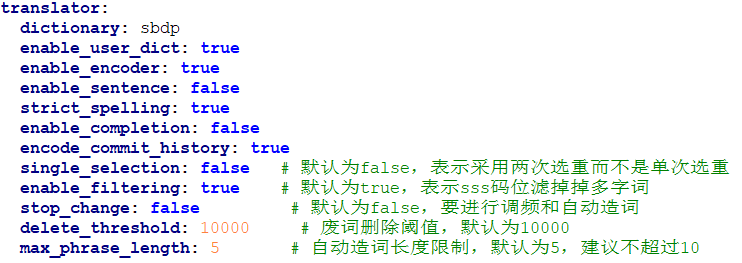 translator:
  dictionary: sbdp
  enable_user_dict: true
  enable_encoder: true
  enable_sentence: false
  strict_spelling: true
  enable_completion: false
  encode_commit_history: true
  single_selection: false   # 默认为false，表示采用两次选重而不是单次选重
  enable_filtering: true    # 默认为true，表示sss码位滤掉掉多字词
  stop_change: false         # 默认为false，要进行调频和自动造词
  delete_threshold: 10000     # 废词删除阈值，默认为10000
  max_phrase_length: 5       # 自动造词长度限制，默认为5，建议不超过10